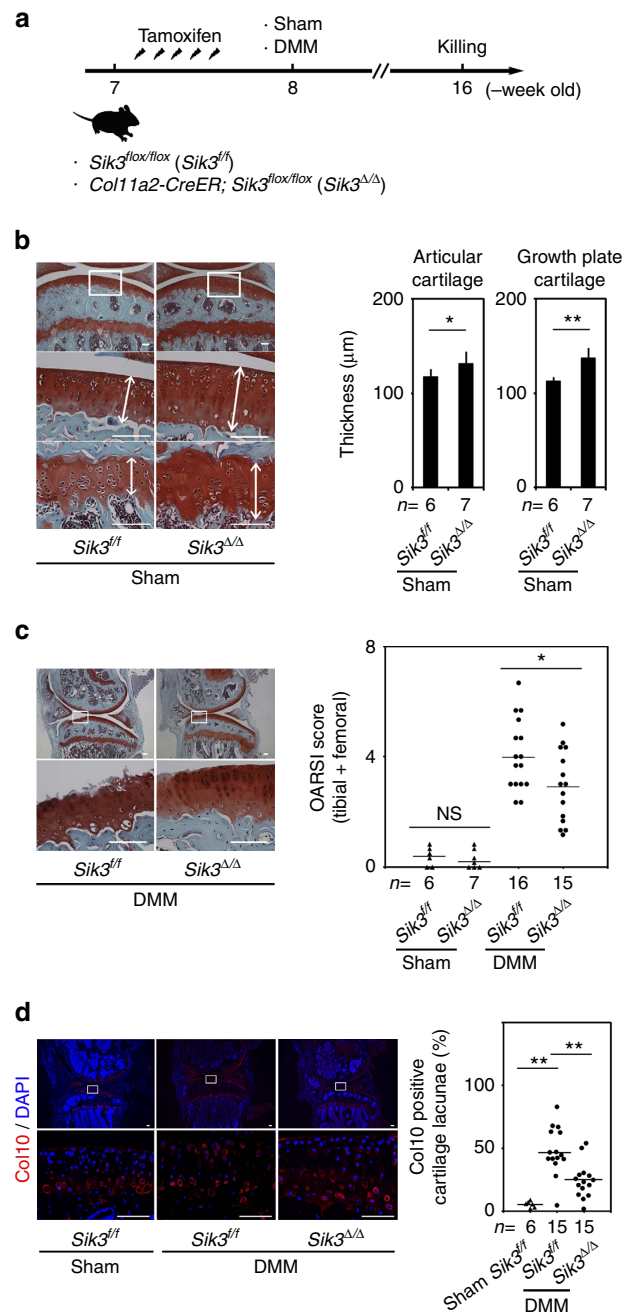 a
Tamoxifen
· Sham
· DMM
Killing
7
8
16
(–week old)
· Sik3flox/flox (Sik3f/f)
· Col11a2-CreER; Sik3flox/flox (Sik3Δ/Δ)
b
Articular cartilage
Growth plate cartilage
Thickness (μm)
200
100
0
*
200
100
0
**
n= 6 7
n= 6 7
Sik3f/f
Sik3Δ/Δ
Sham
Sik3f/f
Sik3Δ/Δ
Sham
Sik3f/f
Sik3Δ/Δ
Sham
c
OARSI score
(tibial + femoral)
8
4
0
NS
*
n= 6 7 16 15
Sik3f/f
Sik3Δ/Δ
Sik3f/f
Sik3Δ/Δ
Sham
DMM
Sik3f/f
Sik3Δ/Δ
DMM
d
Col10 / DAPI
Sik3f/f
Sik3f/f
Sik3Δ/Δ
Sham
DMM
Col10 positive
cartilage lacunae (%)
100
50
0
**
**
n= 6 15 15
Sham Sik3f/f
Sik3f/f
Sik3Δ/Δ
DMM